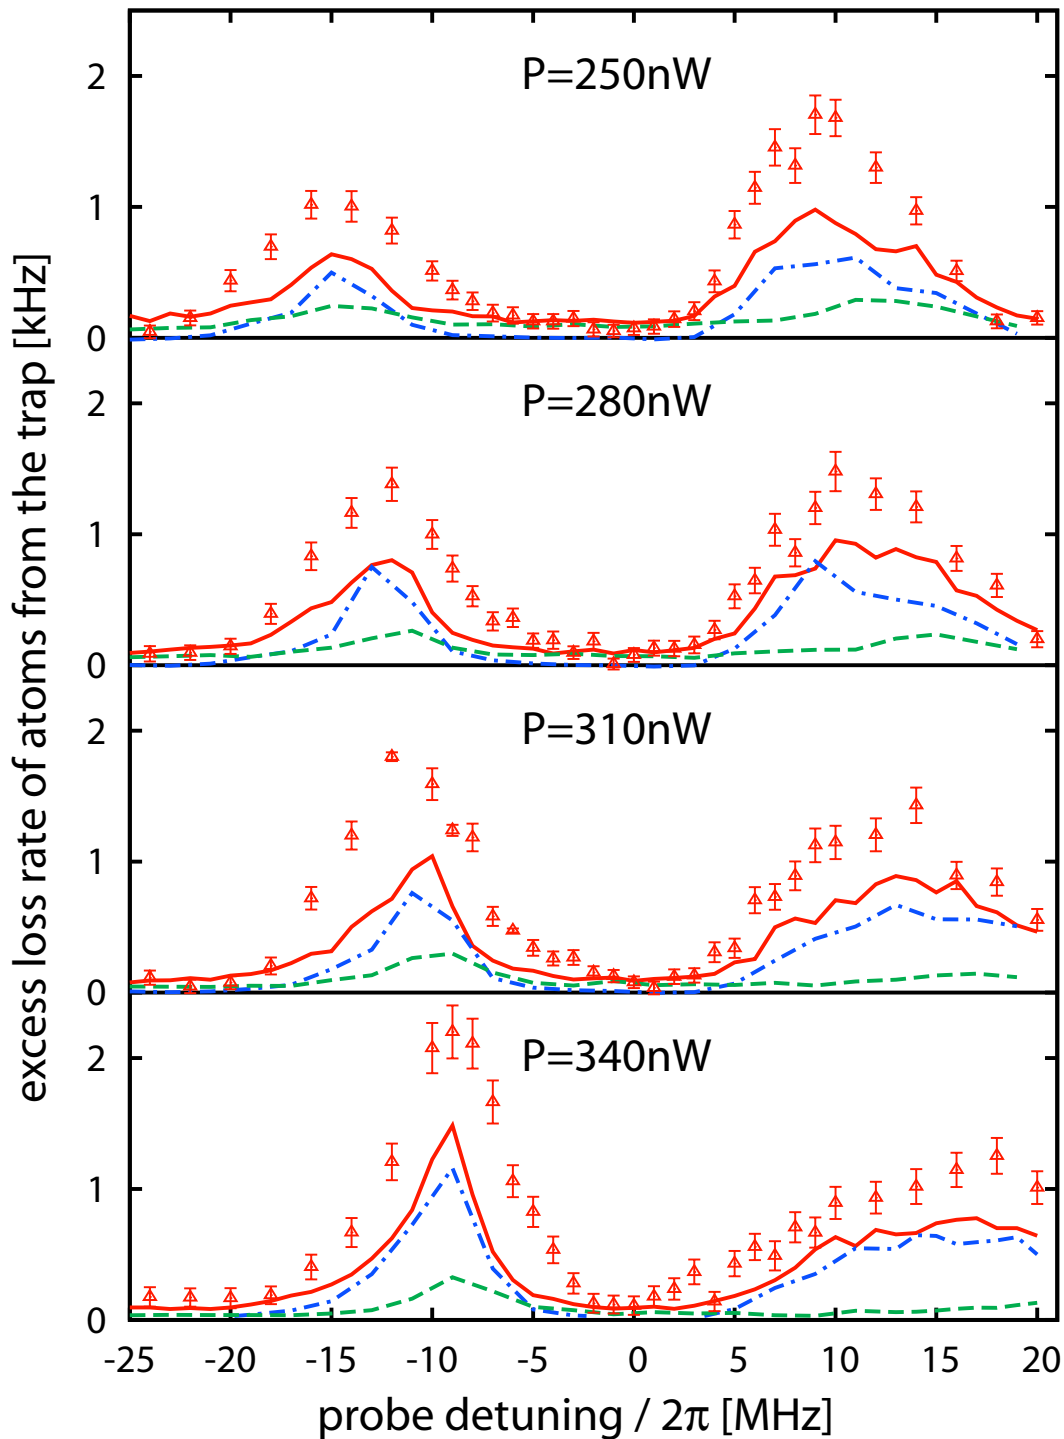 excess loss rate of atoms from the trap [kHz]
P=250nW
2
1
0
P=280nW
2
1
0
P=310nW
2
1
0
P=340nW
2
1
0
-25 -20 -15 -10 -5 0 5 10 15 20
probe detuning / 2π [MHz]